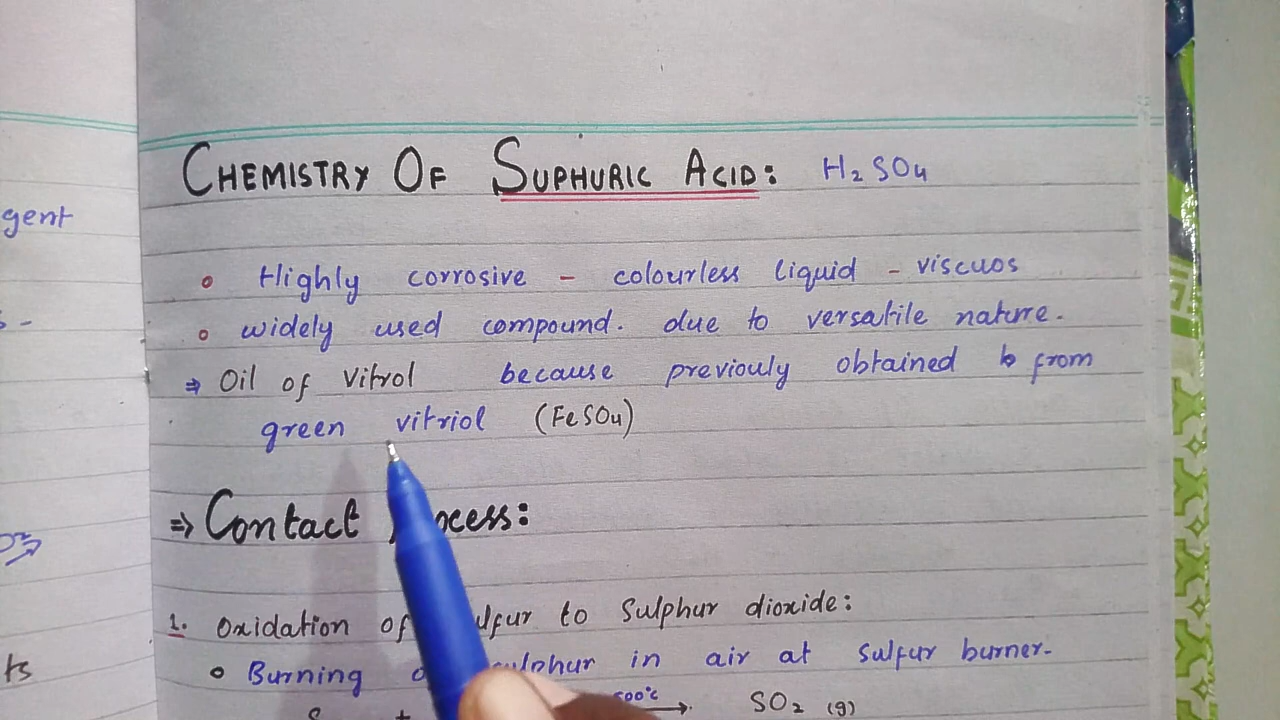 CHEMISTRY OF SUPHURIC ACID: H₂SO₄
gent
∘ Highly corrosive - colourless liquid - viscuos
∘ widely used compound. due to versatile nature.
⇒ Oil of Vitrol because previouly obtained from
green vitriol (FeSO₄)
⇒ Contact
1. Oxidation of to Sulphur dioxide:
∘ Burning sulphur in air at sulfur burner.
ts
S + 500°c → SO₂ (g)